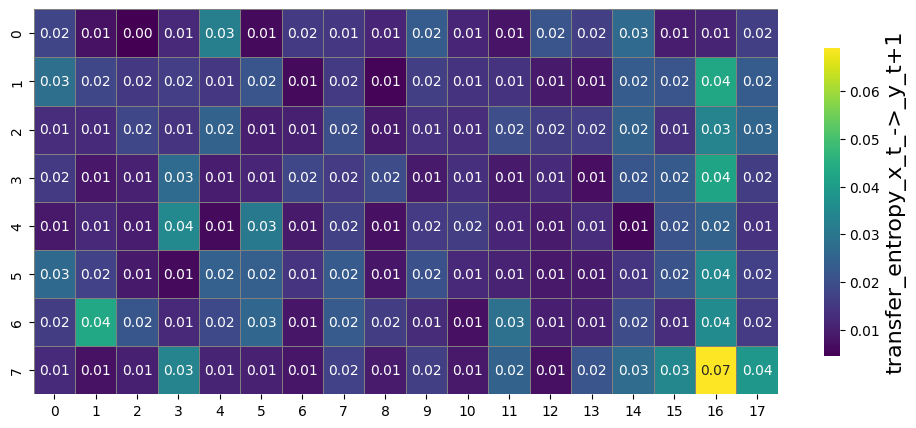 0 0.02 0.01 0.00 0.01 0.03 0.01 0.02 0.01 0.01 0.02 0.01 0.01 0.02 0.02 0.03 0.01 0.01 0.02
1 0.03 0.02 0.02 0.02 0.01 0.02 0.01 0.02 0.01 0.02 0.01 0.01 0.01 0.01 0.02 0.02 0.04 0.02
2 0.01 0.01 0.02 0.01 0.02 0.01 0.01 0.02 0.01 0.01 0.01 0.02 0.02 0.02 0.02 0.01 0.03 0.03
3 0.02 0.01 0.01 0.03 0.01 0.01 0.02 0.02 0.02 0.01 0.01 0.01 0.01 0.01 0.02 0.02 0.04 0.02
4 0.01 0.01 0.01 0.04 0.01 0.03 0.01 0.02 0.01 0.02 0.02 0.01 0.01 0.01 0.01 0.02 0.02 0.01
5 0.03 0.02 0.01 0.01 0.02 0.02 0.01 0.02 0.01 0.02 0.01 0.01 0.01 0.01 0.01 0.02 0.04 0.02
6 0.02 0.04 0.02 0.01 0.02 0.03 0.01 0.02 0.02 0.01 0.01 0.03 0.01 0.01 0.02 0.01 0.04 0.02
7 0.01 0.01 0.01 0.03 0.01 0.01 0.01 0.02 0.02 0.01 0.01 0.02 0.01 0.02 0.03 0.03 0.07 0.04
0 1 2 3 4 5 6 7 8 9 10 11 12 13 14 15 16 17
0.06
0.05
0.04
0.03
0.02
0.01
transfer_entropy_x_t_->_y_t+1